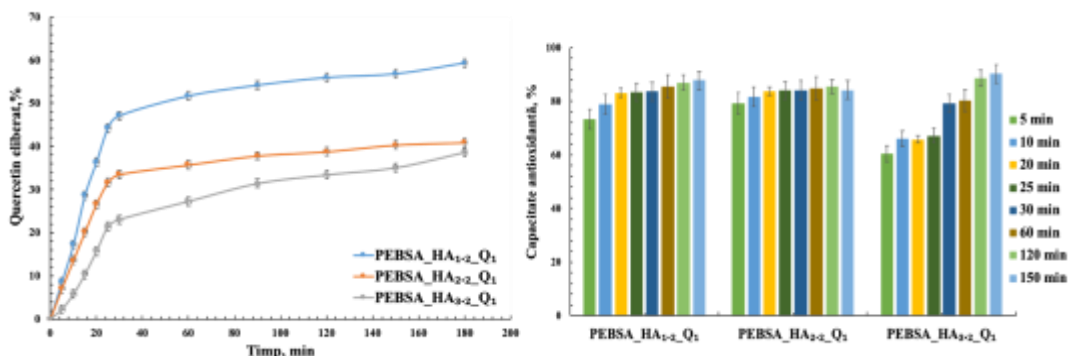 70
60
50
40
30
20
10
0
Quercetin eliberat, %
0 20 40 60 80 100 120 140 160 180 200
Timp, min
PEBSA_HA₁₋₂_Q₁
PEBSA_HA₂₋₂_Q₁
PEBSA_HA₃₋₂_Q₁
100
80
60
40
20
0
Capacitate antioxidantă, %
PEBSA_HA₁₋₂_Q₁ PEBSA_HA₂₋₂_Q₁ PEBSA_HA₃₋₂_Q₁
5 min
10 min
20 min
25 min
30 min
60 min
120 min
150 min